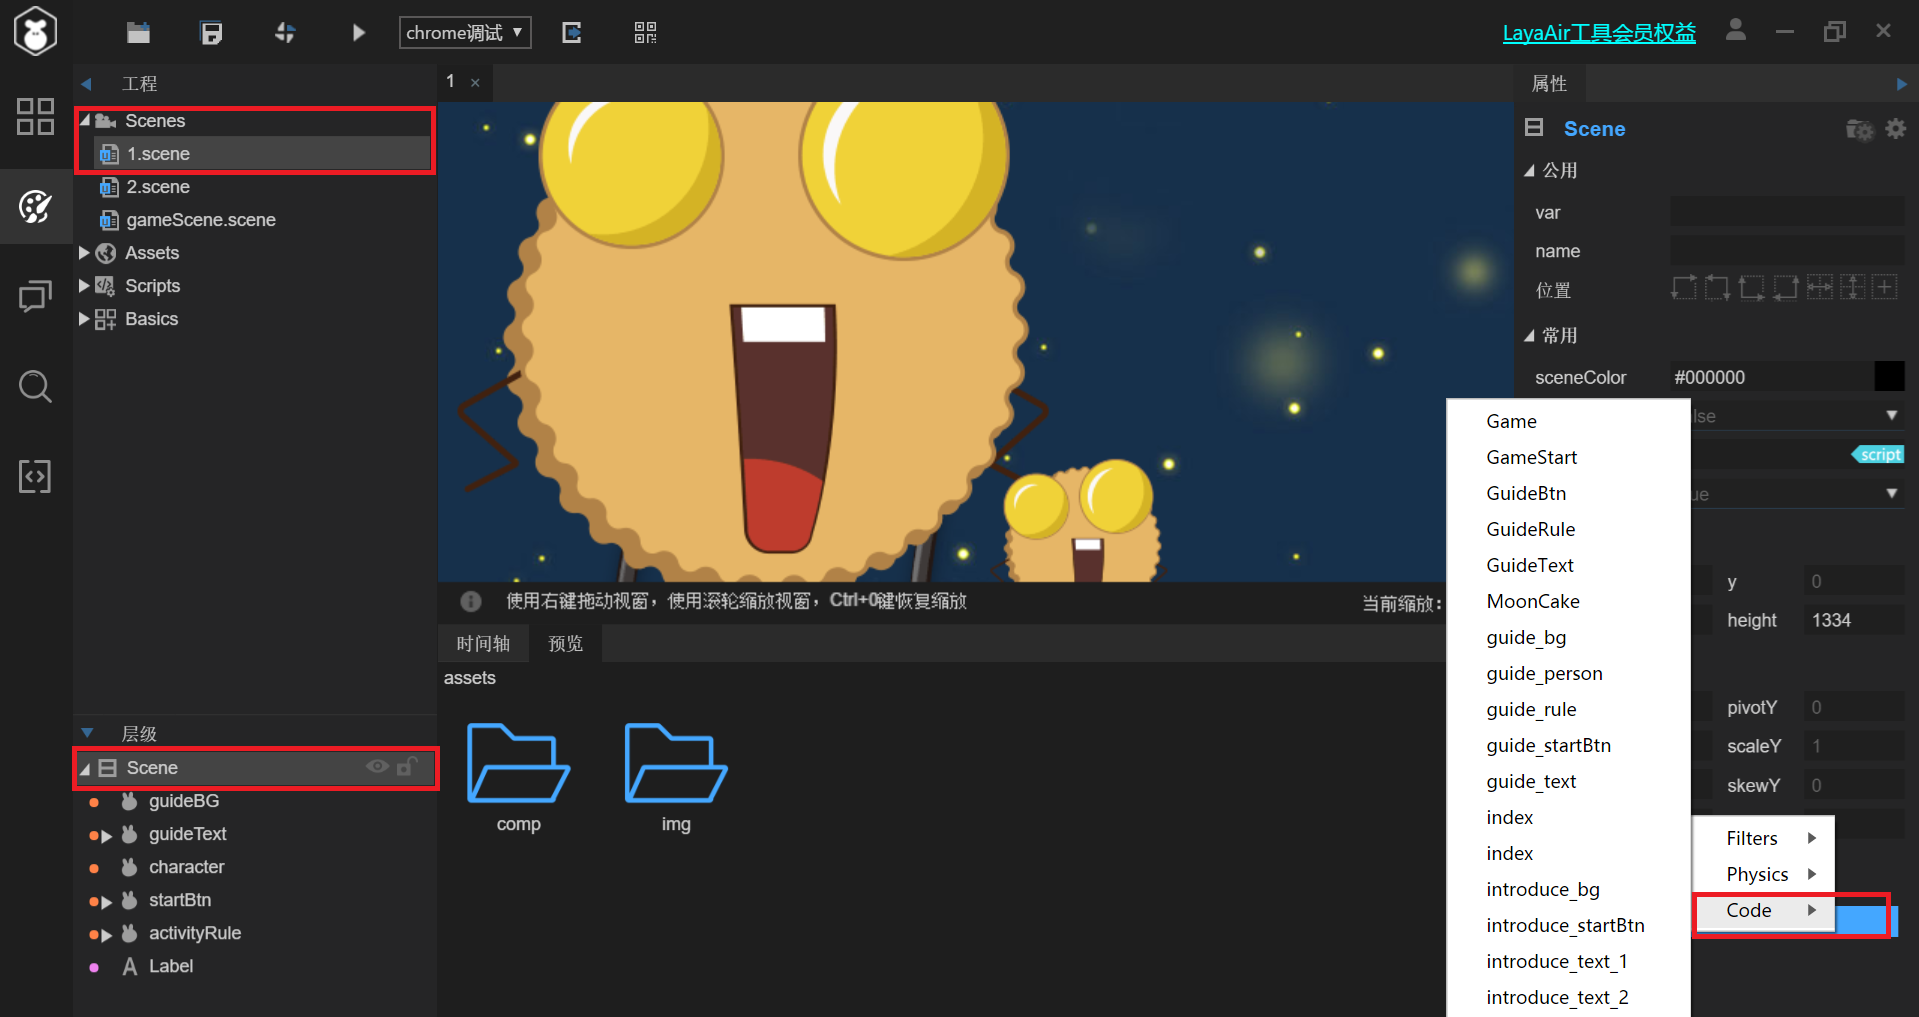 chrome调试
LayaAir工具会员权益
工程
Scenes
1.scene
2.scene
gameScene.scene
Assets
Scripts
Basics
层级
Scene
guideBG
guideText
character
startBtn
activityRule
Label
1 ×
使用右键拖动视窗，使用滚轮缩放视窗，Ctrl+0键恢复缩放
当前缩放：
时间轴
预览
assets
comp
img
属性
Scene
公用
var
name
位置
常用
sceneColor
#000000
lse
script
ue
y
0
height
1334
pivotY
0
scaleY
1
skewY
0
Game
GameStart
GuideBtn
GuideRule
GuideText
MoonCake
guide_bg
guide_person
guide_rule
guide_startBtn
guide_text
index
index
introduce_bg
introduce_startBtn
introduce_text_1
introduce_text_2
Filters
Physics
Code